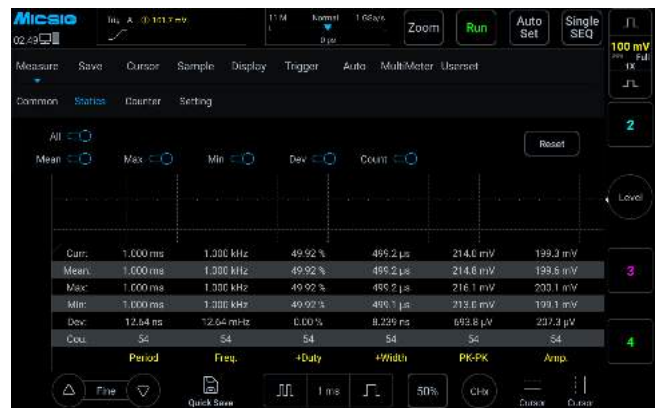 Micsig A 101.7 mV 11 M Normal 1 GSa/s Zoom Run Auto Set Single SEQ
02:49 0 ps
100 mV
Full
1X
Measure Save Cursor Sample Display Trigger Auto MultiMeter Userset
Common Statics Counter Setting
2
All Reset
Mean Max Min Dev Count
Level
Curr: 1.000 ms 1.000 kHz 49.92 % 499.2 μs 214.0 mV 199.3 mV
Mean: 1.000 ms 1.000 kHz 49.92 % 499.2 μs 214.8 mV 199.6 mV
3
Max: 1.000 ms 1.000 kHz 49.92 % 499.2 μs 216.1 mV 200.1 mV
Min: 1.000 ms 1.000 kHz 49.92 % 499.1 μs 213.0 mV 199.1 mV
Dev: 12.64 ns 12.64 mHz 0.00 % 8.239 ns 693.8 μV 207.3 μV
Cou: 54 54 54 54 54 54
4
Period Freq. +Duty +Width PK-PK Amp.
Fine Quick Save 1 ms 50% CHx Cursor Cursor